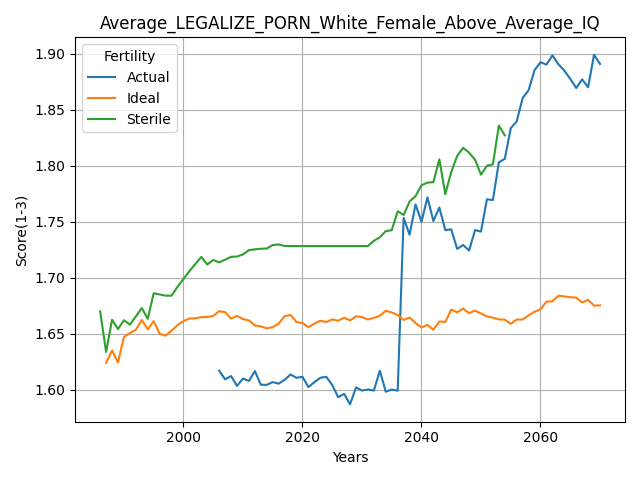 Average_LEGALIZE_PORN_White_Female_Above_Average_IQ
Fertility
Actual
Ideal
Sterile
Score(1-3)
1.90
1.85
1.80
1.75
1.70
1.65
1.60
2000
2020
2040
2060
Years